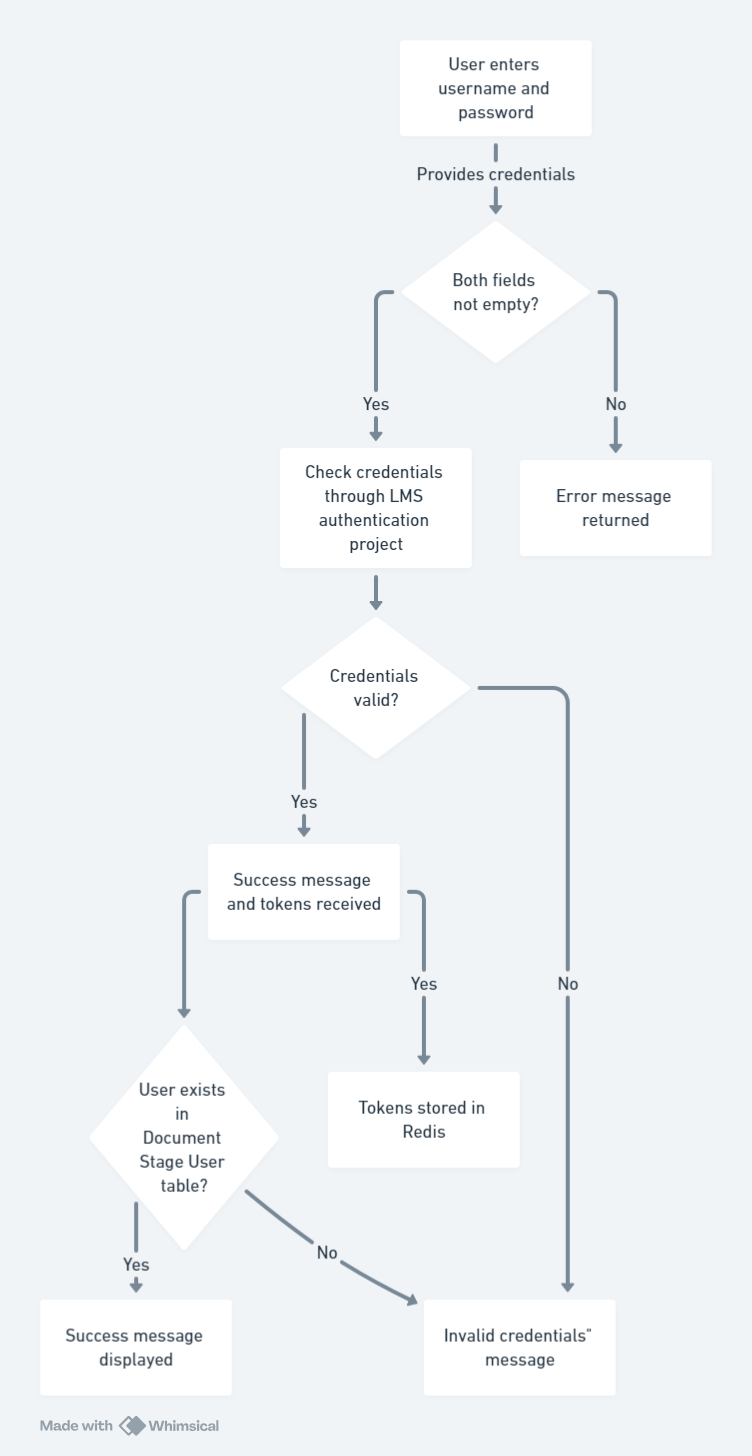 User enters
username and
password
Provides credentials
Both fields
not empty?
Yes
No
Check credentials
through LMS
authentication
project
Error message
returned
Credentials
valid?
Yes
Success message
and tokens received
Yes
No
User exists
in
Document
Stage User
table?
Tokens stored in
Redis
No
Yes
Success message
displayed
Invalid credentials"
message
Made with Whimsical